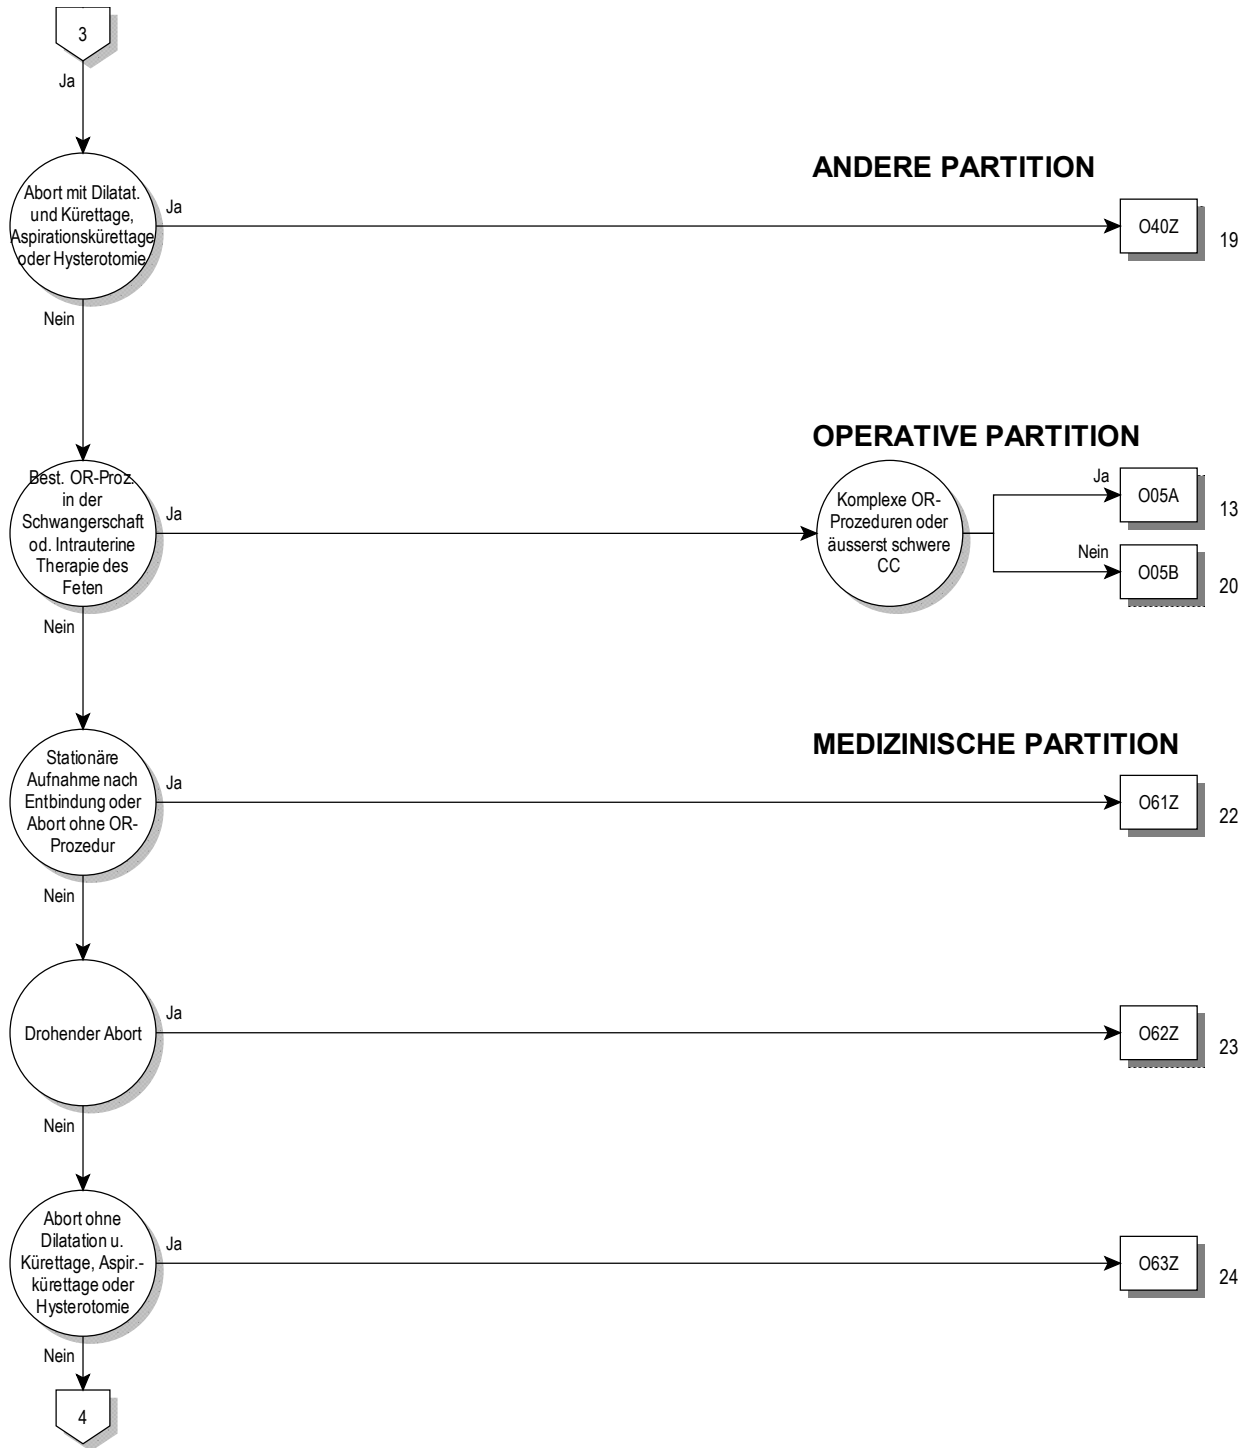 3
Ja
ANDERE PARTITION
Abort mit Dilatat.
und Kürettage,
Aspirationskürettage
oder Hysterotomie
Ja
O40Z
19
Nein
OPERATIVE PARTITION
Best. OR-Proz.
in der
Schwangerschaft
od. Intrauterine
Therapie des
Feten
Ja
Komplexe OR-
Prozeduren oder
äusserst schwere
CC
Ja
O05A
13
Nein
O05B
20
Nein
MEDIZINISCHE PARTITION
Stationäre
Aufnahme nach
Entbindung oder
Abort ohne OR-
Prozedur
Ja
O61Z
22
Nein
Drohender Abort
Ja
O62Z
23
Nein
Abort ohne
Dilatation u.
Kürettage, Aspir.-
kürettage oder
Hysterotomie
Ja
O63Z
24
Nein
4